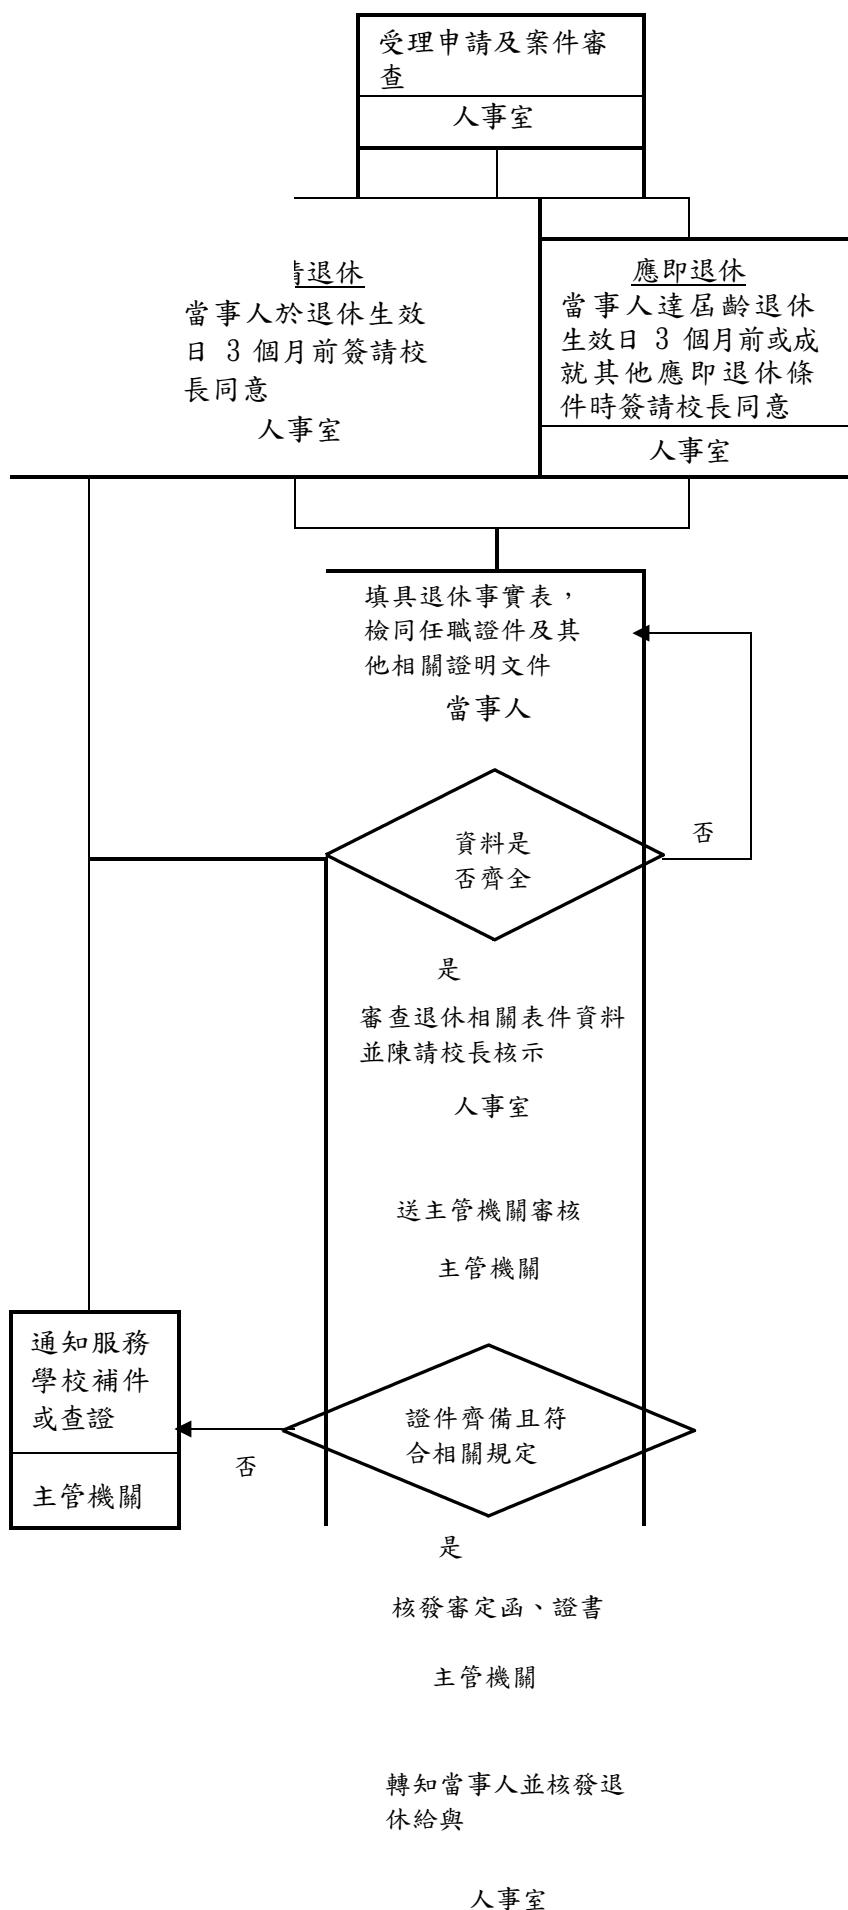 受理申請及案件審
查
人事室
退休
當事人於退休生效
日 3 個月前簽請校
長同意
人事室
應即退休
當事人達屆齡退休
生效日 3 個月前或成
就其他應即退休條
件時簽請校長同意
人事室
填具退休事實表，
檢同任職證件及其
他相關證明文件
當事人
資料是
否齊全
否
是
審查退休相關表件資料
並陳請校長核示
人事室
送主管機關審核
主管機關
通知服務
學校補件
或查證
主管機關
證件齊備且符
合相關規定
否
是
核發審定函、證書
主管機關
轉知當事人並核發退
休給與
人事室